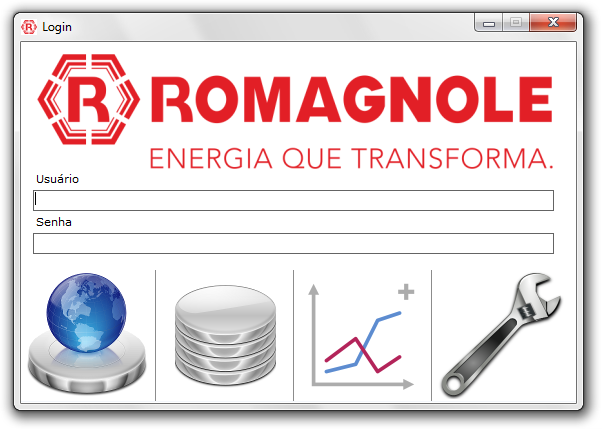 Login
R ROMAGNOLE
ENERGIA QUE TRANSFORMA.
Usuário
Senha